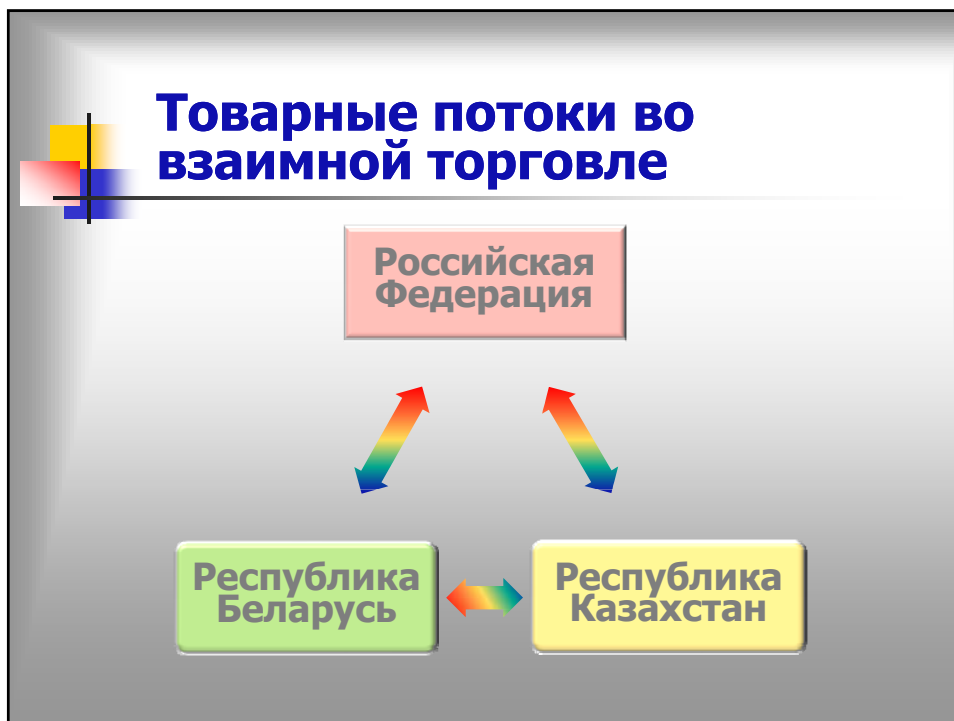 Товарные потоки во
взаимной торговле
Российская
Федерация
Республика
Беларусь
Республика
Казахстан